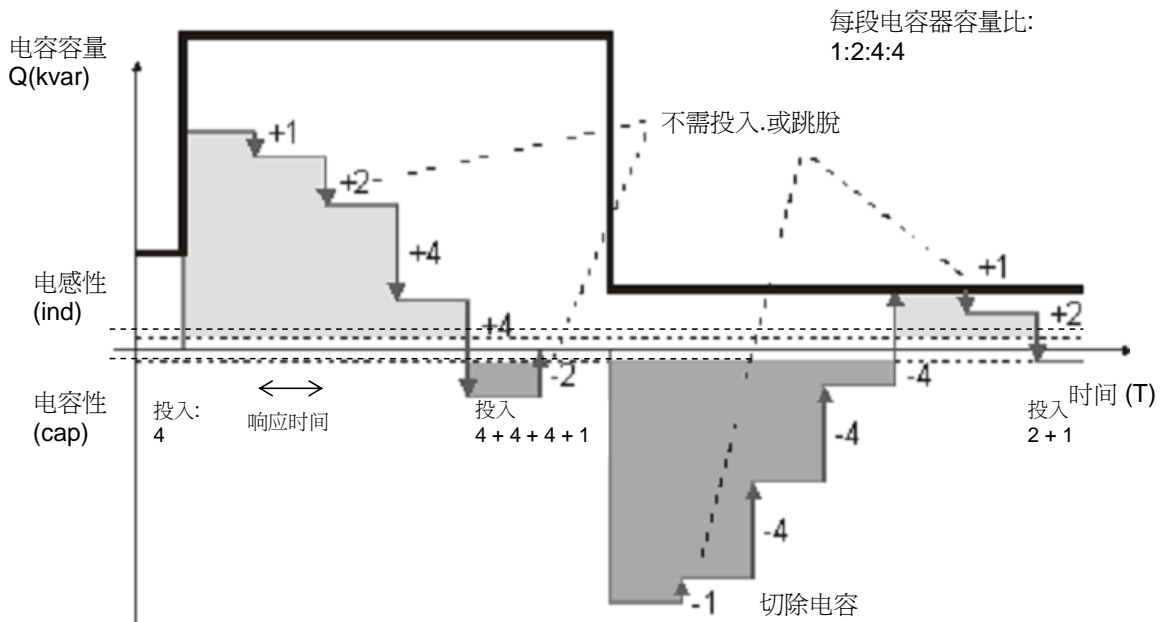 每段电容器容量比:
1:2:4:4
电容容量
Q(kvar)
不需投入.或跳脫
+1
+2
+4
+4
-2
电感性
(ind)
+1
+2
-4
时间 (T)
电容性
(cap)
投入:
4
响应时间
投入
4 + 4 + 4 + 1
投入
2 + 1
-4
-4
-1
切除电容